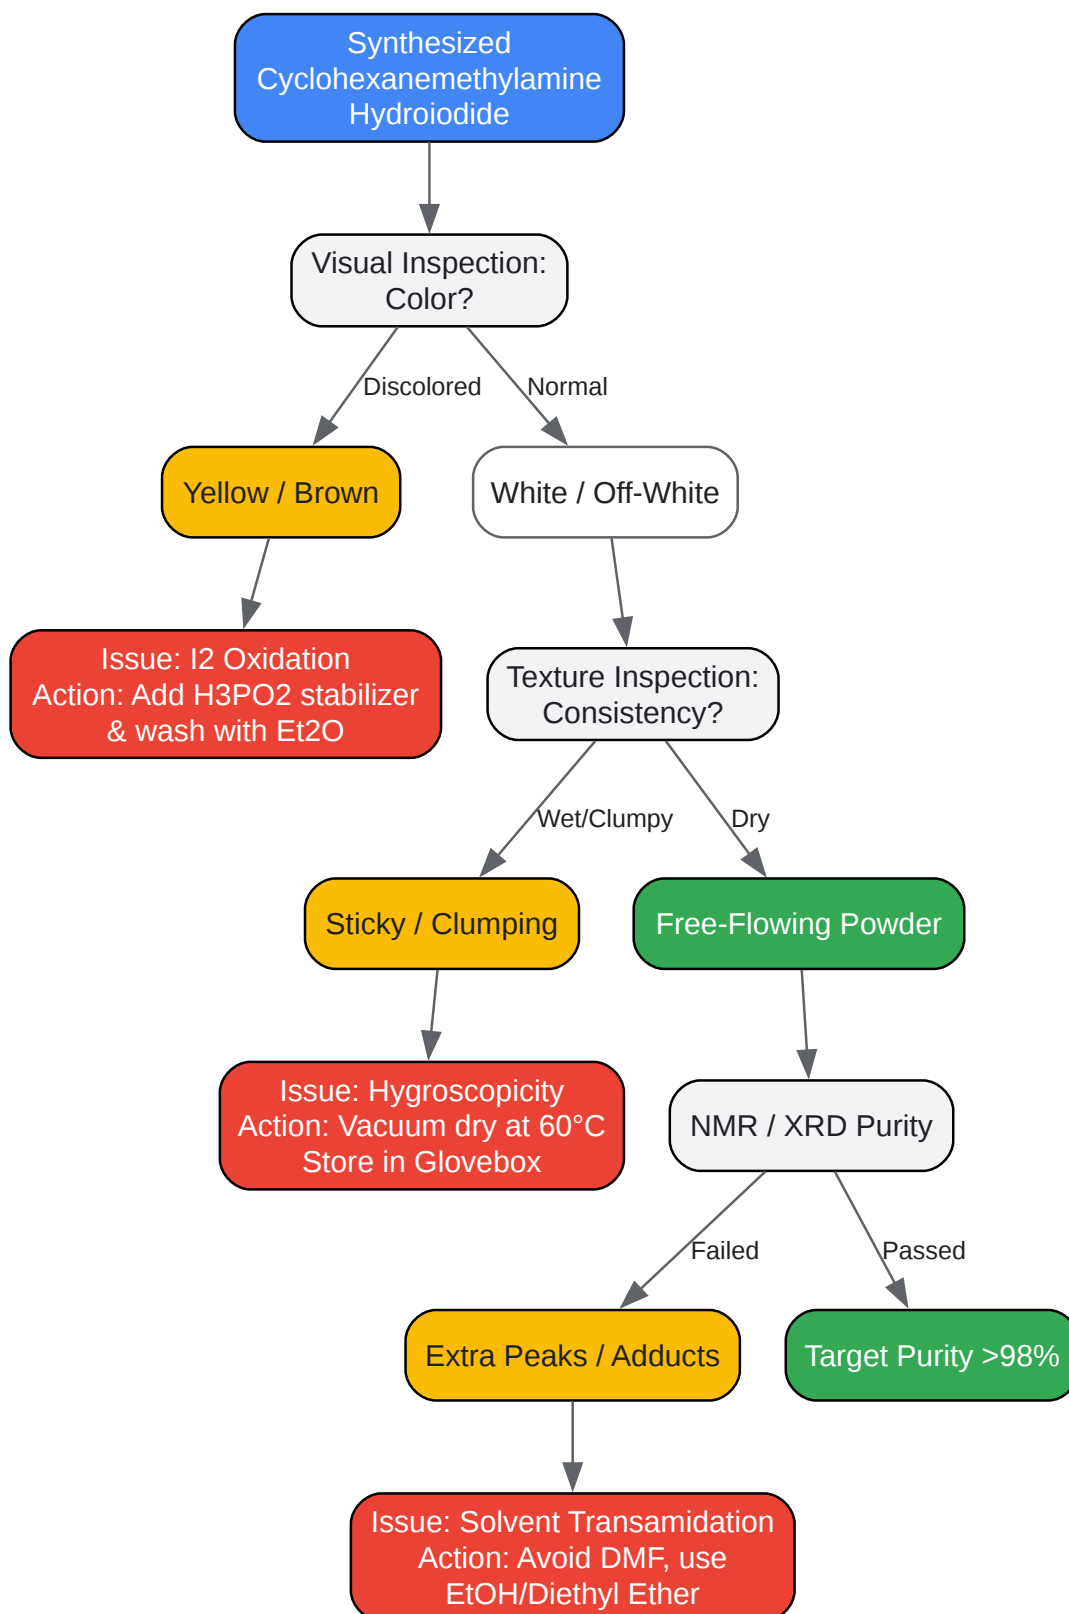 Synthesized
Cyclohexanemethylamine
Hydroiodide
Visual Inspection:
Color?
Discolored
Normal
Yellow / Brown
White / Off-White
Issue: I2 Oxidation
Action: Add H3PO2 stabilizer
& wash with Et2O
Texture Inspection:
Consistency?
Wet/Clumpy
Dry
Sticky / Clumping
Free-Flowing Powder
Issue: Hygroscopicity
Action: Vacuum dry at 60°C
Store in Glovebox
NMR / XRD Purity
Failed
Passed
Extra Peaks / Adducts
Target Purity >98%
Issue: Solvent Transamidation
Action: Avoid DMF, use
EtOH/Diethyl Ether